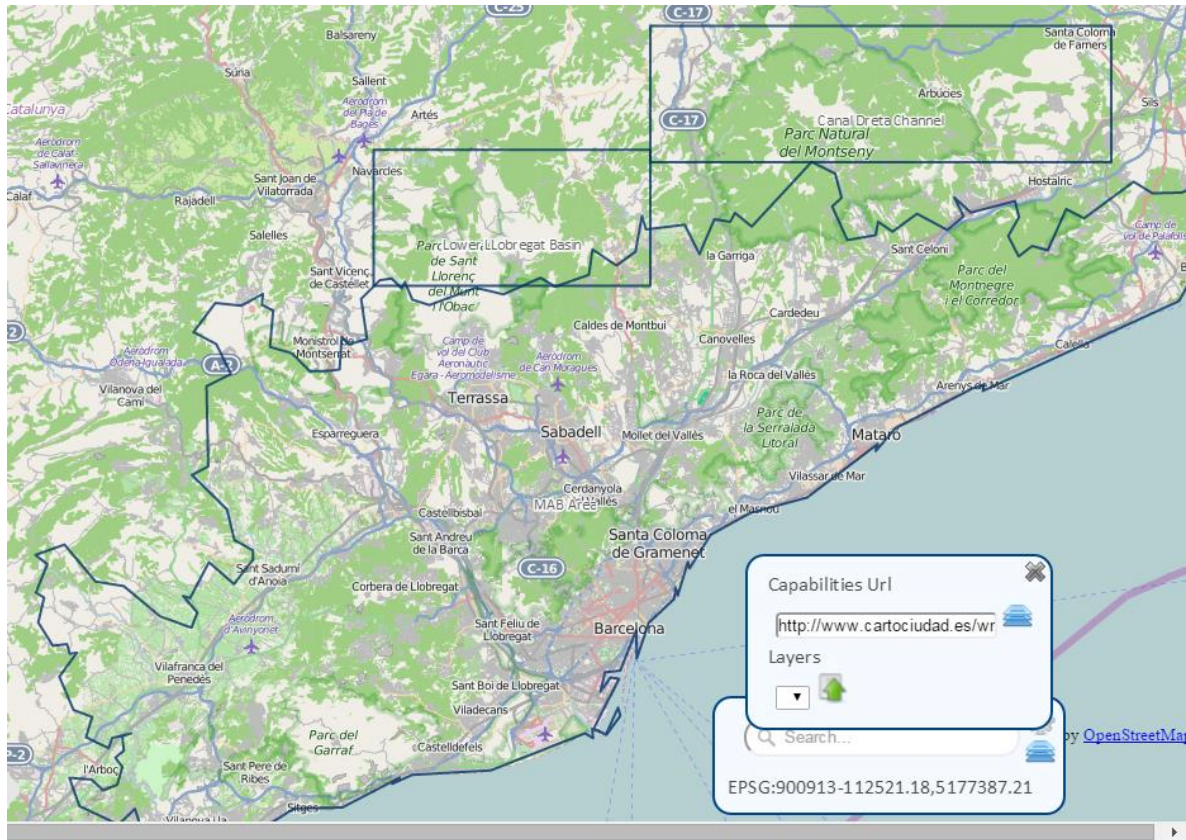 C-25
C-17
Balsareny
Santa Coloma
de Farners
Súria
Sallent
Arbúcies
Sils
Catalunya
Aeròdrom
del Pla de
Bages
Artés
C-17
Canal Dreta Channel
Parc Natural
del Montseny
Aeròdrom
de Calaf-
Sallavinera
Sant Joan de
Vilatorrada
Navarcles
Hostalric
Calaf
Rajadell
Salelles
Parc
de Sant
Llorenç
del Munt
i l'Obac
Lower LLobregat Basin
la Garriga
Sant Celoni
Camp de
vol de Palafolls
Sant Vicenç
de Castellet
Parc del
Montnegre
i el Corredor
Caldes de Montbui
Cardedeu
Canovelles
Monistrol de
Montserrat
Camp de
vol del Club
Aeronàutic
Egara - Aeromodelisme
Aeròdrom
de Can Moragues
Calella
Aeròdrom
Òdena-Igualada
A-2
Vilanova del
Camí
Terrassa
la Roca del Vallès
Arenys de Mar
Parc de
la Serralada
Litoral
Esparreguera
Sabadell
Mollet del Vallès
Mataró
Vilassar de Mar
Cerdanyola
del Vallès
MAB Area
Castellbisbal
el Masnou
Sant Andreu
de la Barca
Santa Coloma
de Gramenet
C-16
Sant Sadurní
d'Anoia
Corbera de Llobregat
Capabilities Url
http://www.cartociudad.es/wr
Layers
Aeròdrom
d'Avinyonet
Sant Feliu de
Llobregat
Barcelona
Vilafranca del
Penedès
Sant Boi de Llobregat
Viladecans
Parc del
Garraf
Castelldefels
Search...
by OpenStreetMap
P-2
l'Arboç
Sant Pere de
Ribes
EPSG:900913-112521.18,5177387.21
Sitges
Vilanova i la